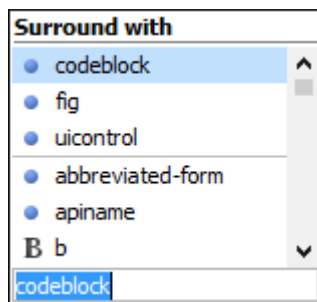 Surround with
codeblock
fig
uicontrol
abbreviated-form
apiname
B b
codeblock